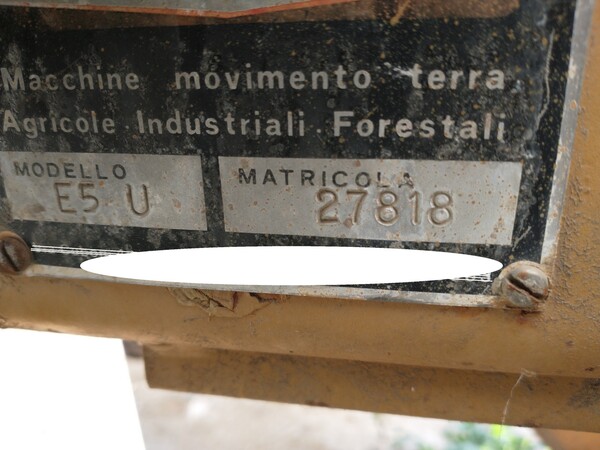 Macchine movimento terra
Agricole · Industriali · Forestali
MODELLO
E5 U
MATRICOLA
27818